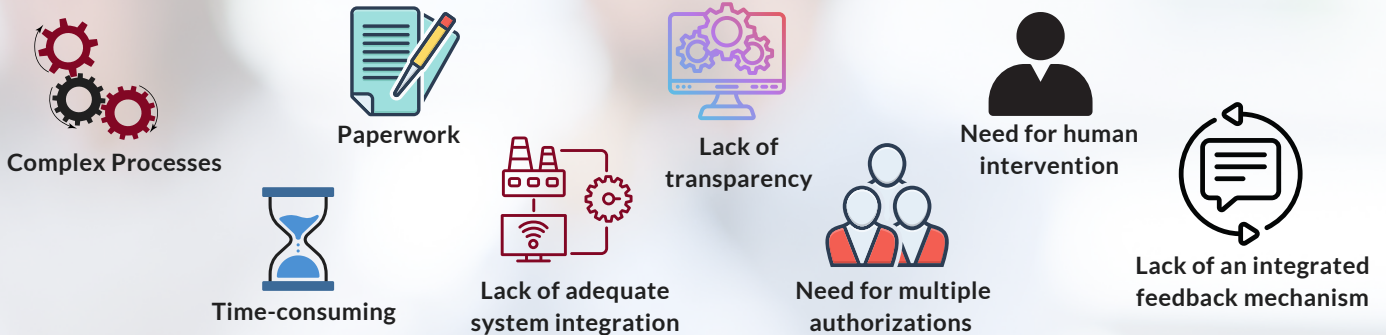 Complex Processes
Time-consuming
Paperwork
Lack of adequate
system integration
Lack of
transparency
Need for multiple
authorizations
Need for human
intervention
Lack of an integrated
feedback mechanism